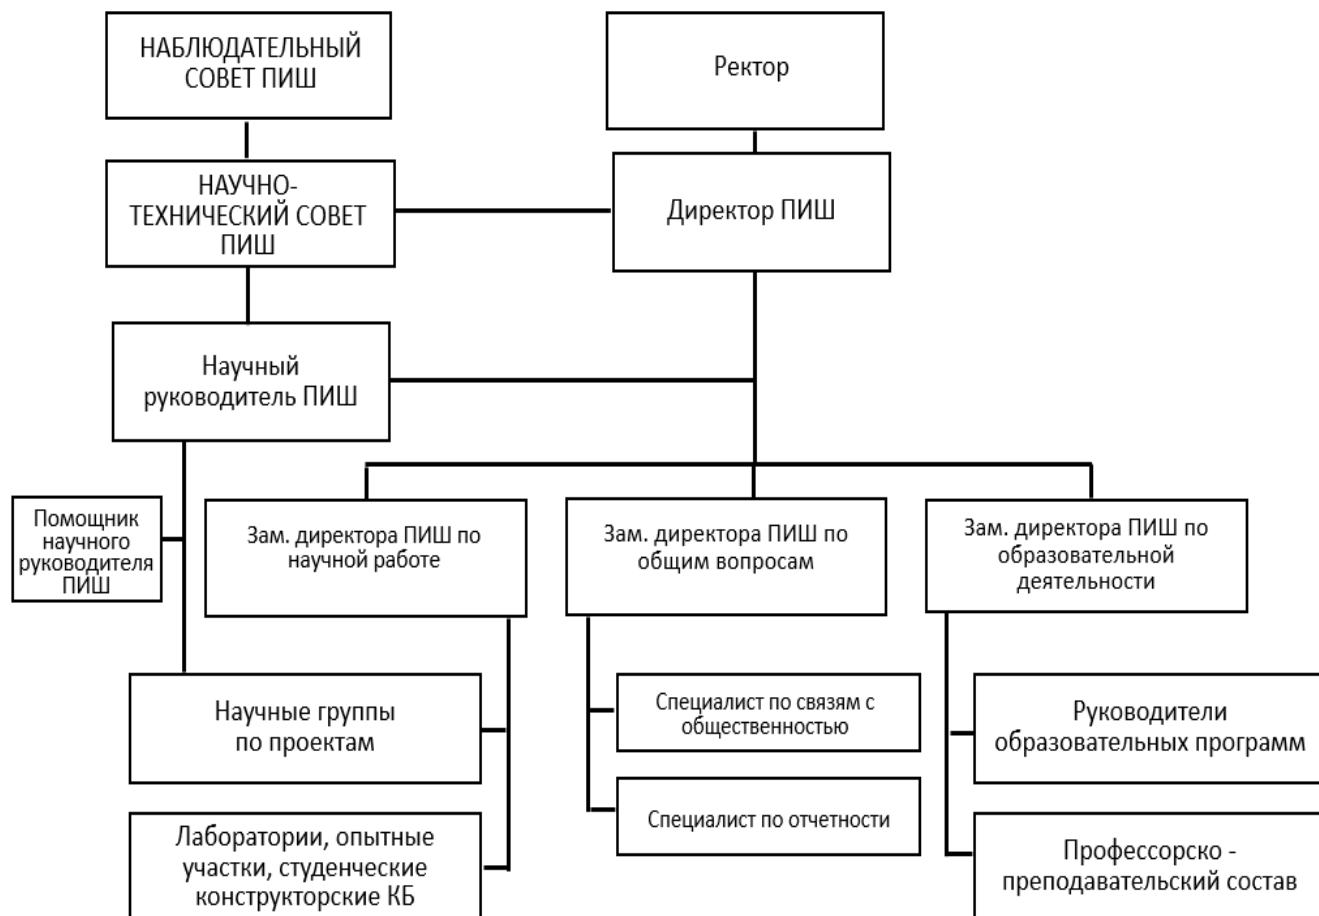 НАБЛЮДАТЕЛЬНЫЙ
СОВЕТ ПИШ
Ректор
НАУЧНО-
ТЕХНИЧЕСКИЙ СОВЕТ
ПИШ
Директор ПИШ
Научный
руководитель ПИШ
Помощник
научного
руководителя
ПИШ
Зам. директора ПИШ по
научной работе
Зам. директора ПИШ по
общим вопросам
Зам. директора ПИШ по
образовательной
деятельности
Научные группы
по проектам
Специалист по связям с
общественностью
Руководители
образовательных программ
Лаборатории, опытные
участки, студенческие
конструкторские КБ
Специалист по отчетности
Профессорско -
преподавательский состав